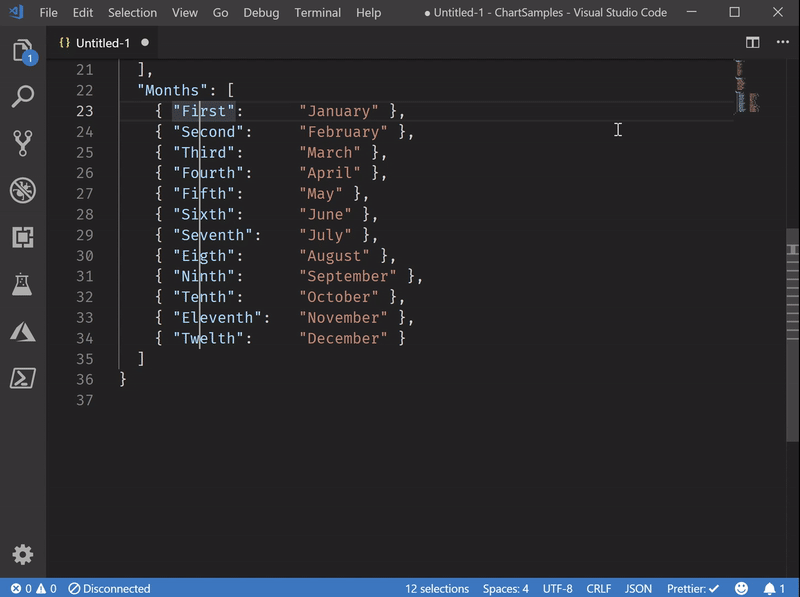 File Edit Selection View Go Debug Terminal Help ● Untitled-1 - ChartSamples - Visual Studio Code
1
{} Untitled-1 ●
21 ],
22 "Months": [
23 { "First": "January" },
24 { "Second": "February" },
25 { "Third": "March" },
26 { "Fourth": "April" },
27 { "Fifth": "May" },
28 { "Sixth": "June" },
29 { "Seventh": "July" },
30 { "Eigth": "August" },
31 { "Ninth": "September" },
32 { "Tenth": "October" },
33 { "Eleventh": "November" },
34 { "Twelth": "December" }
35 ]
36 }
37
0 0 Disconnected 12 selections Spaces: 4 UTF-8 CRLF JSON Prettier: ✓ 1